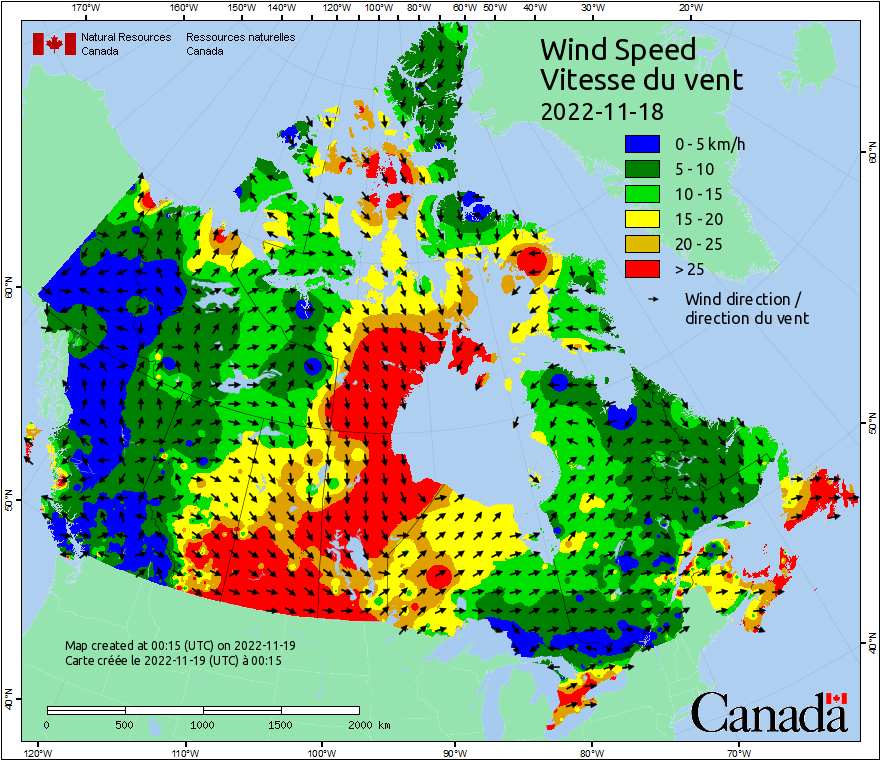 170°W 160°W 150°W 140°W 130°W 120°W 110°W 100°W 90°W 80°W 70°W 60°W 50°W 40°W 30°W 20°W
Natural Resources Canada
Ressources naturelles Canada
Wind Speed
Vitesse du vent
2022-11-18
0 - 5 km/h
5 - 10
10 - 15
15 - 20
20 - 25
> 25
Wind direction /
direction du vent
60°N
60°N
50°N
50°N
40°N
40°N
Map created at 00:15 (UTC) on 2022-11-19
Carte créée le 2022-11-19 (UTC) à 00:15
0 500 1000 1500 2000 km
Canada
120°W 110°W 100°W 90°W 80°W 70°W